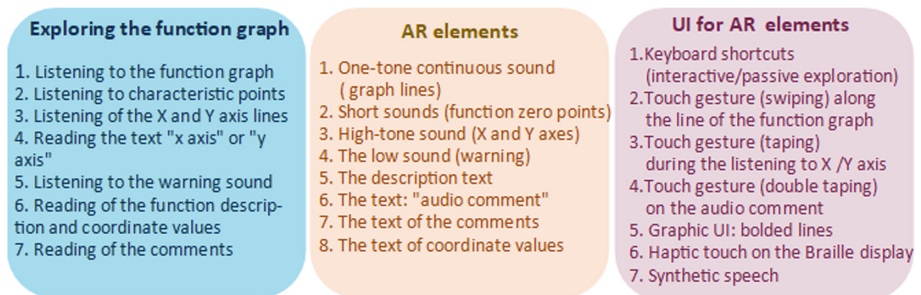 Exploring the function graph
1. Listening to the function graph
2. Listening to characteristic points
3. Listening of the X and Y axis lines
4. Reading the text "x axis" or "y
axis"
5. Listening to the warning sound
6. Reading of the function descrip-
tion and coordinate values
7. Reading of the comments
AR elements
1. One-tone continuous sound
( graph lines)
2. Short sounds (function zero points)
3. High-tone sound (X and Y axes)
4. The low sound (warning)
5. The description text
6. The text: "audio comment"
7. The text of the comments
8. The text of coordinate values
UI for AR elements
1.Keyboard shortcuts
(interactive/passive exploration)
2.Touch gesture (swiping) along
the line of the function graph
3.Touch gesture (taping)
during the listening to X /Y axis
4.Touch gesture (double taping)
on the audio comment
5. Graphic UI: bolded lines
6. Haptic touch on the Braille display
7. Synthetic speech